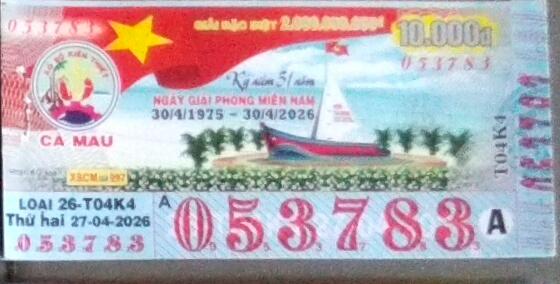 053783
GIẢI ĐẶC BIỆT 2.000.000.000đ
10.000đ
053783
XỔ SỐ KIẾN THIẾT
CÀ MAU
Kỷ niệm 51 năm
NGÀY GIẢI PHÓNG MIỀN NAM
30/4/1975 – 30/4/2026
T04K4
LOẠI 26-T04K4
Thứ hai 27-04-2026
053783
A
053783
A